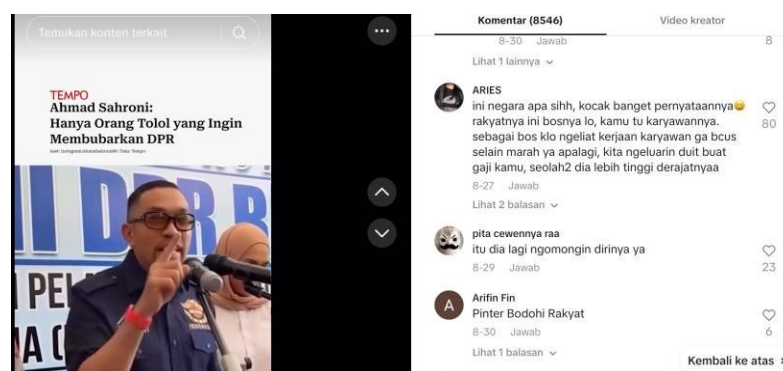 Temukan konten terkait
TEMPO
Ahmad Sahroni:
Hanya Orang Tolol yang Ingin
Membubarkan DPR
Komentar (8546)
Video kreator
8-30 Jawab
8
Lihat 1 lainnya
ARIES
ini negara apa sihh, kocak banget pernyataannya😄
rakyatnya ini bosnya lo, kamu tu karyawannya.
sebagai bos klo ngeliat kerjaan karyawan ga bcus
selain marah ya apalagi, kita ngeluarin duit buat
gaji kamu, seolah2 dia lebih tinggi derajatnyaa
80
8-27 Jawab
Lihat 2 balasan
pita cewennya raa
itu dia lagi ngomongin dirinya ya
8-29 Jawab
23
A
Arifin Fin
Pinter Bodohi Rakyat
8-30 Jawab
6
Lihat 1 balasan
Kembali ke atas